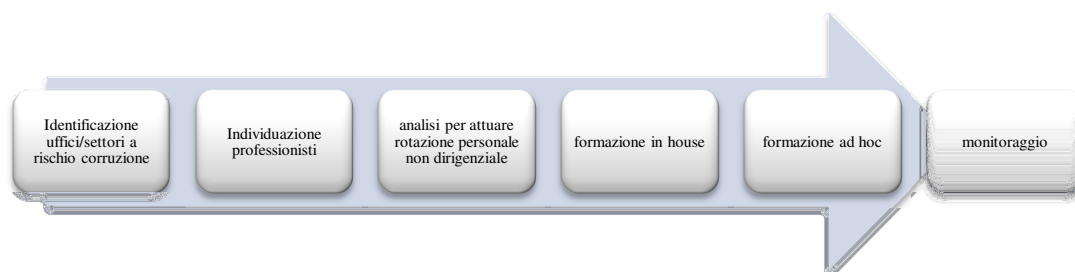 Identificazione
uffici/settori a
rischio corruzione
Individuazione
professionisti
analisi per attuare
rotazione personale
non dirigenziale
formazione in house
formazione ad hoc
monitoraggio